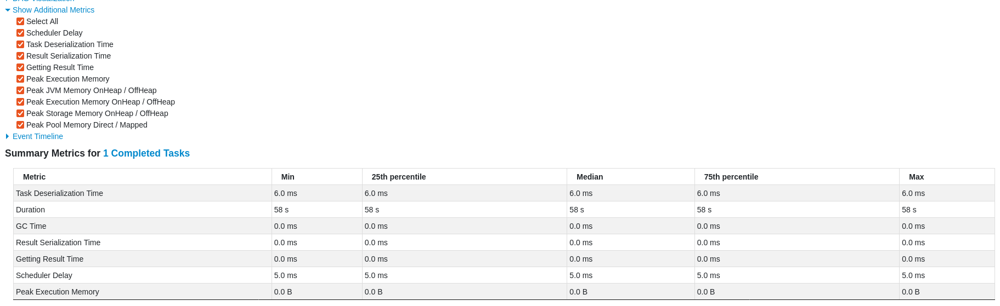 Show Additional Metrics
Select All
Scheduler Delay
Task Deserialization Time
Result Serialization Time
Getting Result Time
Peak Execution Memory
Peak JVM Memory OnHeap / OffHeap
Peak Execution Memory OnHeap / OffHeap
Peak Storage Memory OnHeap / OffHeap
Peak Pool Memory Direct / Mapped
Event Timeline
Summary Metrics for 1 Completed Tasks
Metric Min 25th percentile Median 75th percentile Max
Task Deserialization Time 6.0 ms 6.0 ms 6.0 ms 6.0 ms 6.0 ms
Duration 58 s 58 s 58 s 58 s 58 s
GC Time 0.0 ms 0.0 ms 0.0 ms 0.0 ms 0.0 ms
Result Serialization Time 0.0 ms 0.0 ms 0.0 ms 0.0 ms 0.0 ms
Getting Result Time 0.0 ms 0.0 ms 0.0 ms 0.0 ms 0.0 ms
Scheduler Delay 5.0 ms 5.0 ms 5.0 ms 5.0 ms 5.0 ms
Peak Execution Memory 0.0 B 0.0 B 0.0 B 0.0 B 0.0 B